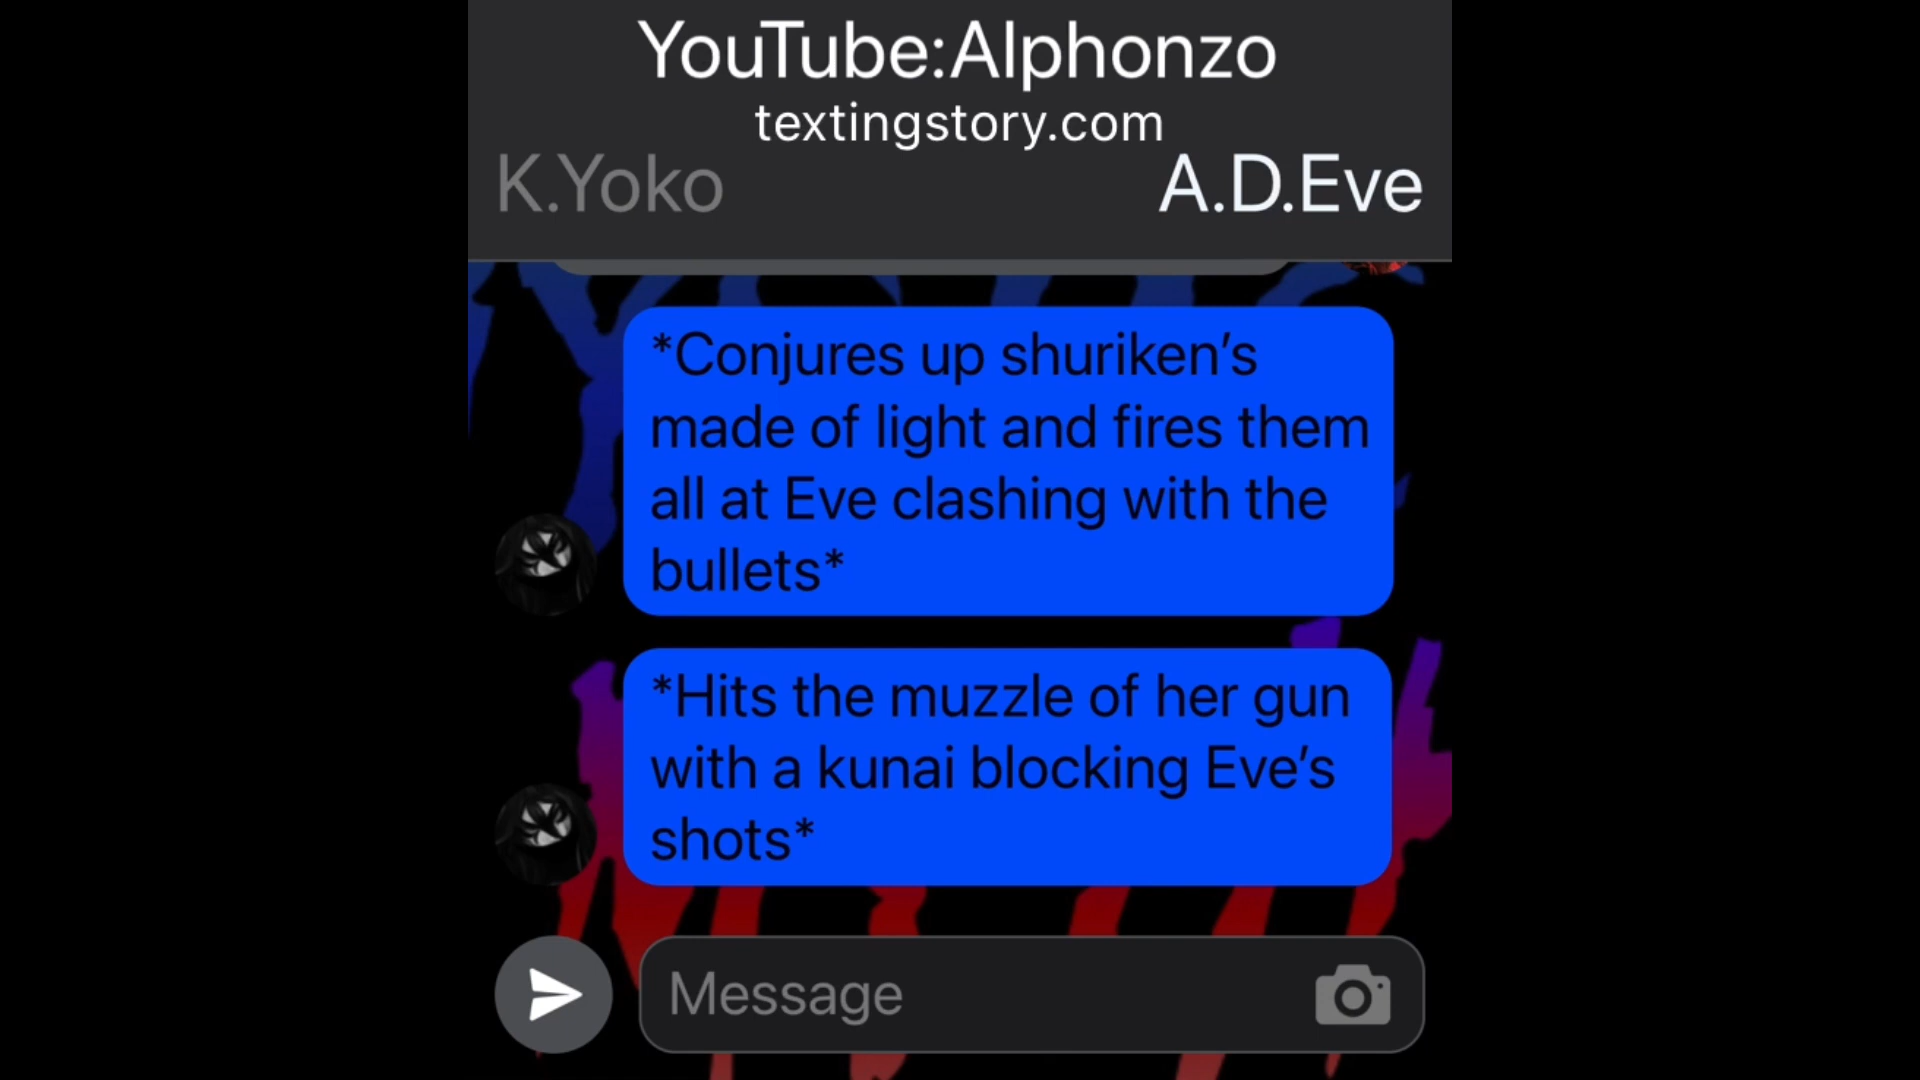 YouTube:Alphonzo
textingstory.com
K.Yoko
A.D.Eve
*Conjures up shuriken’s
made of light and fires them
all at Eve clashing with the
bullets*
*Hits the muzzle of her gun
with a kunai blocking Eve’s
shots*
Message